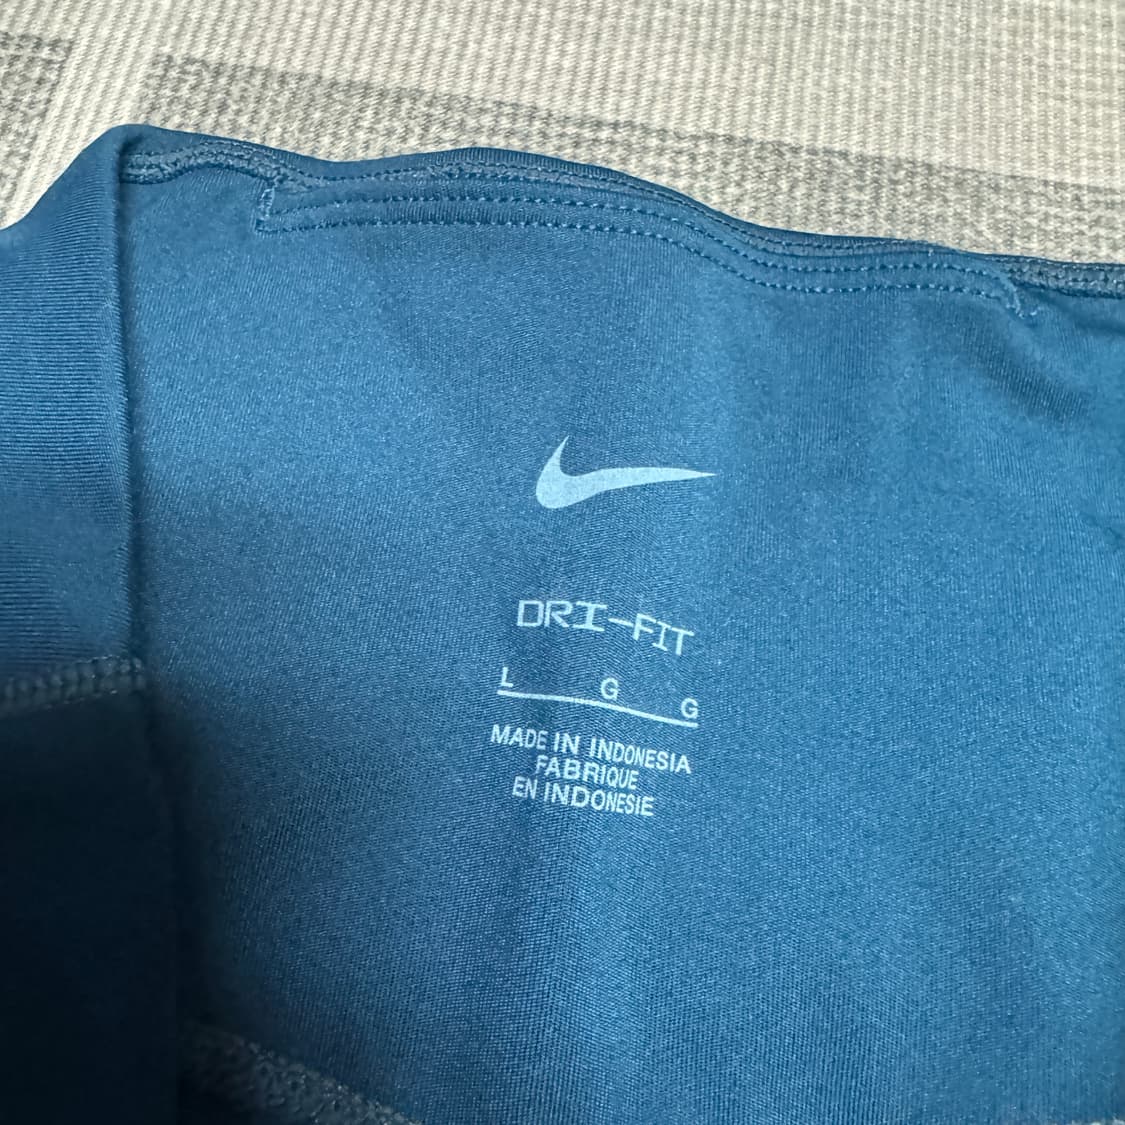 DRI-FIT
L G G
MADE IN INDONESIA
FABRIQUE
EN INDONESIE